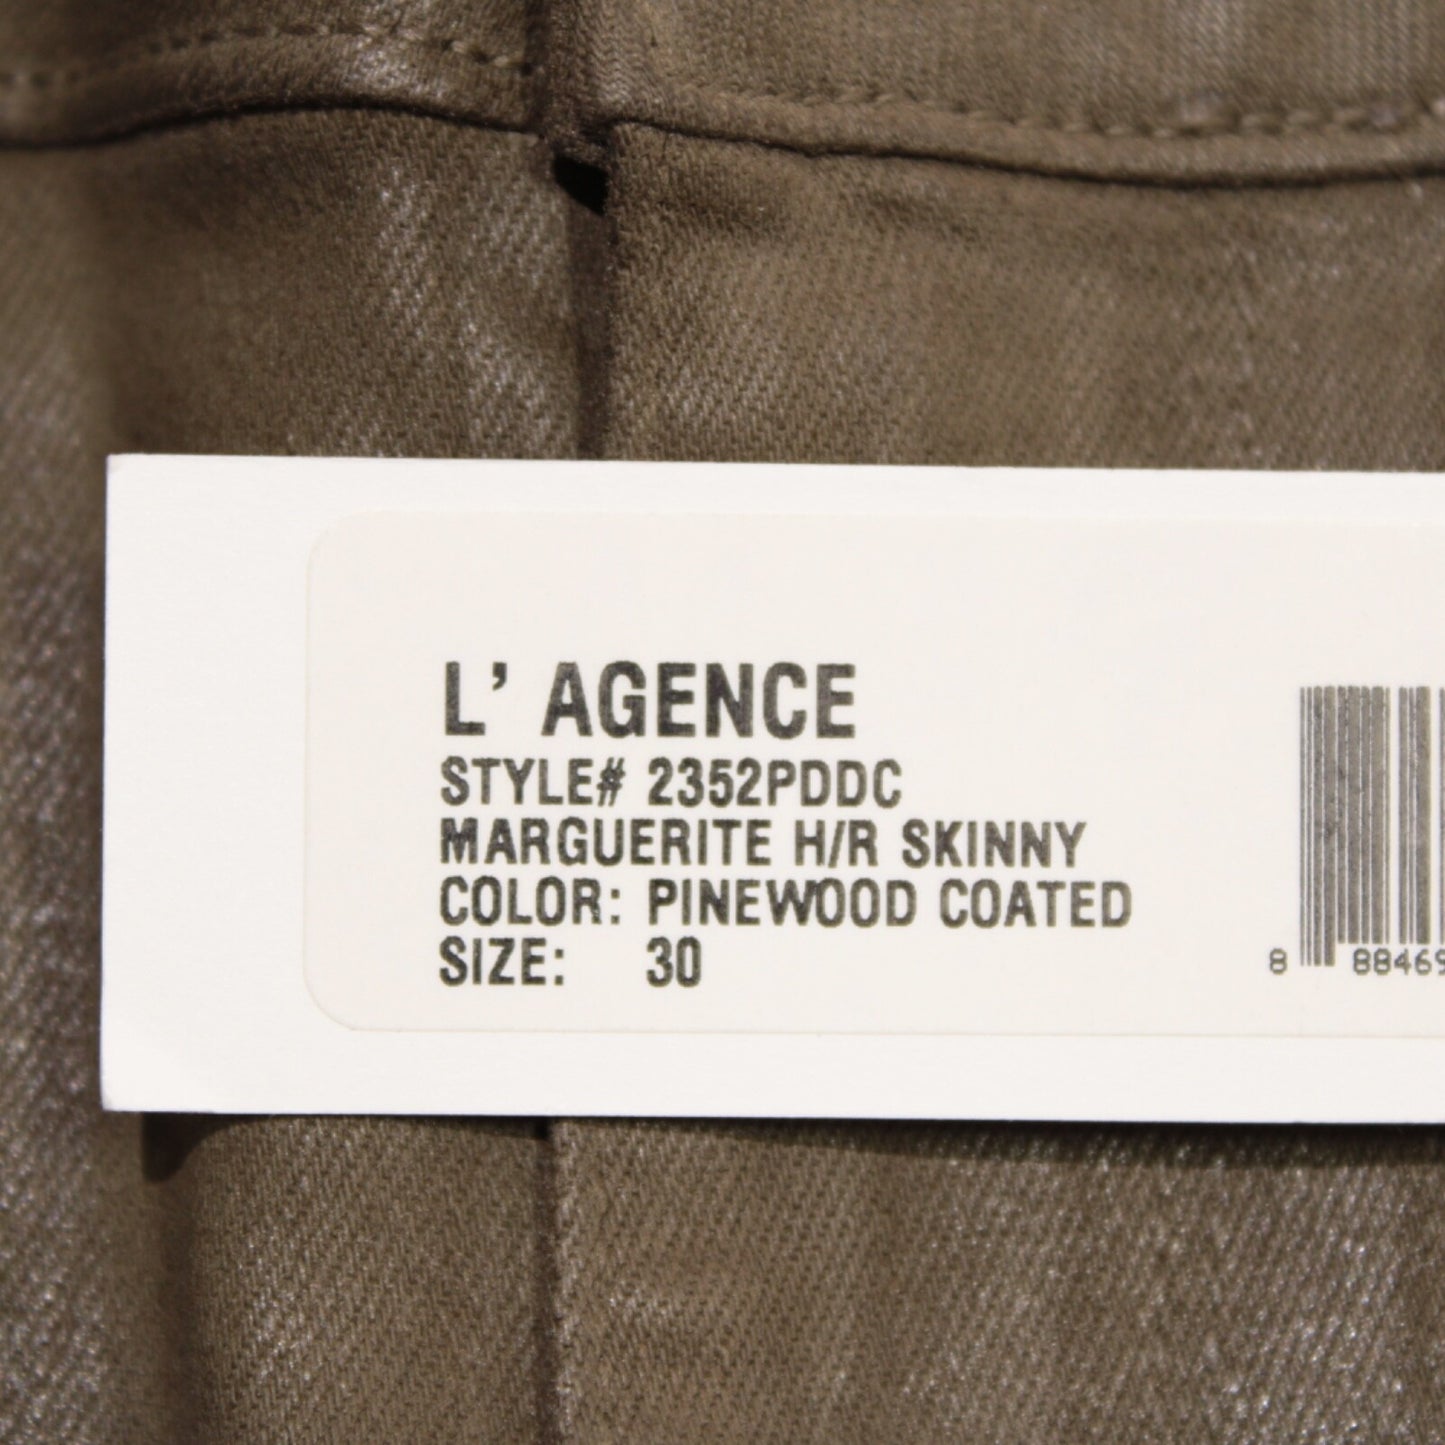 L' AGENCE
STYLE# 2352PDDC
MARGUERITE H/R SKINNY
COLOR: PINEWOOD COATED
SIZE: 30
8 88469